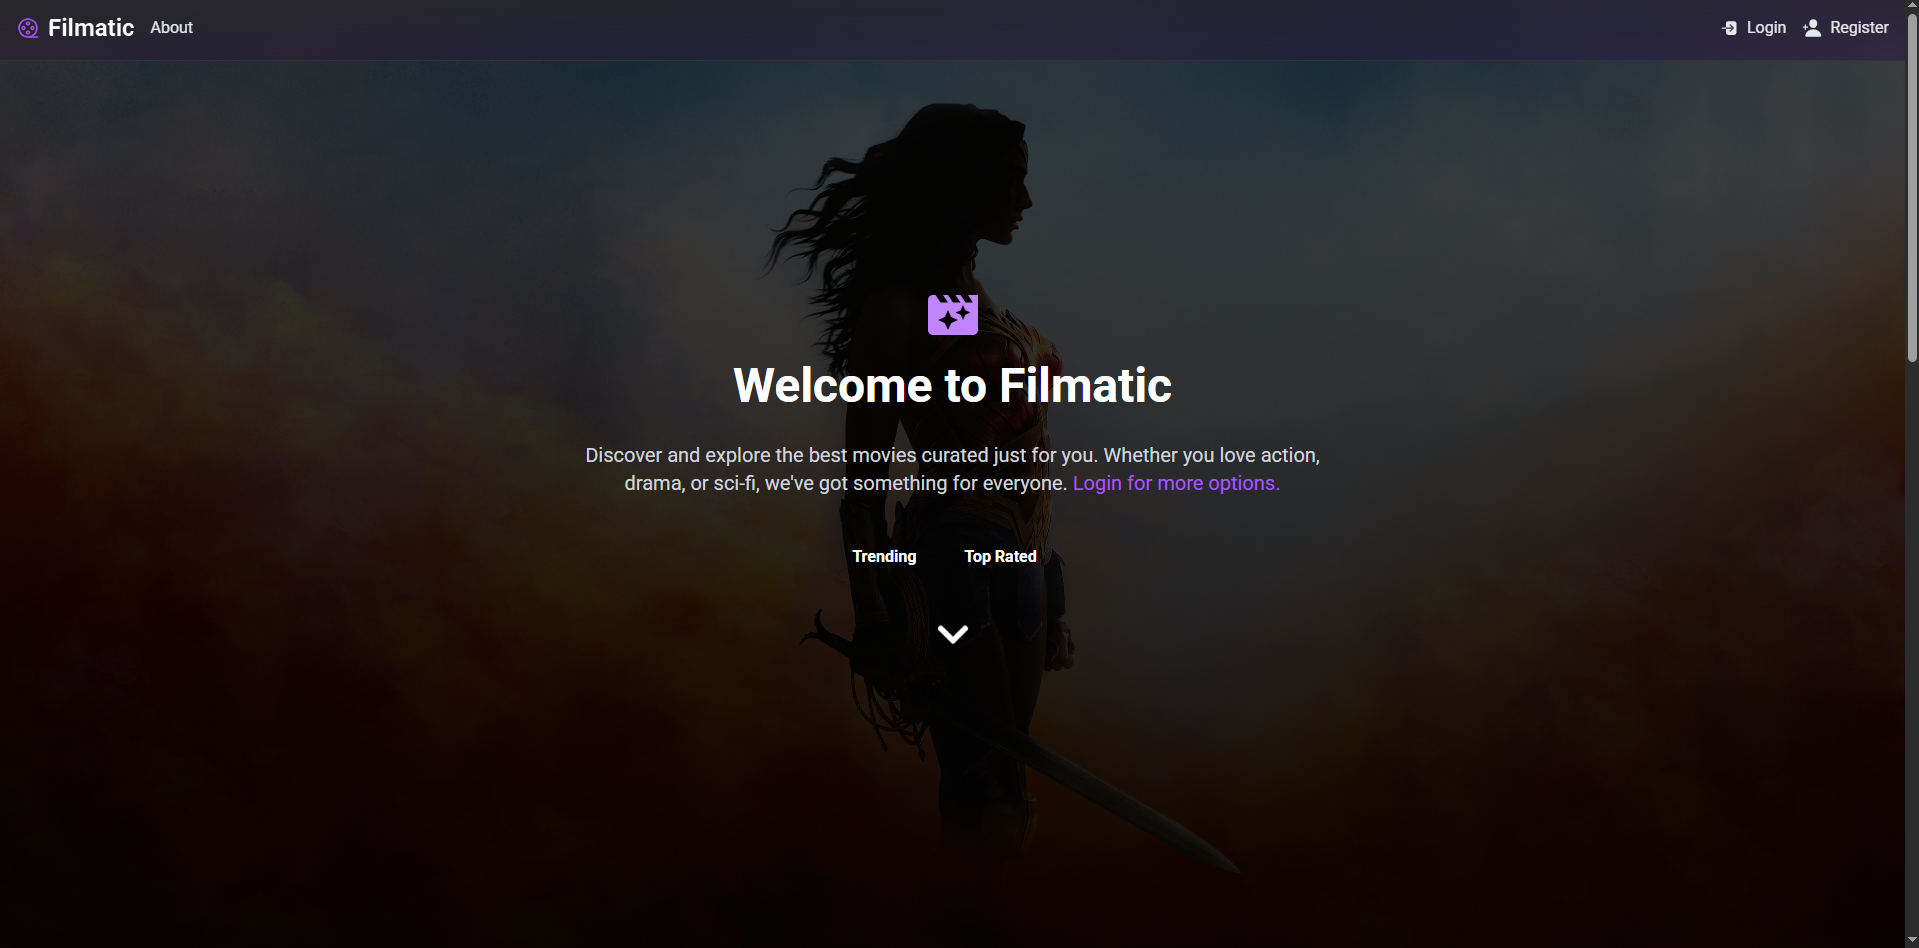 Filmatic
About
Login
Register
Welcome to Filmatic
Discover and explore the best movies curated just for you. Whether you love action,
drama, or sci-fi, we've got something for everyone. Login for more options.
Trending
Top Rated